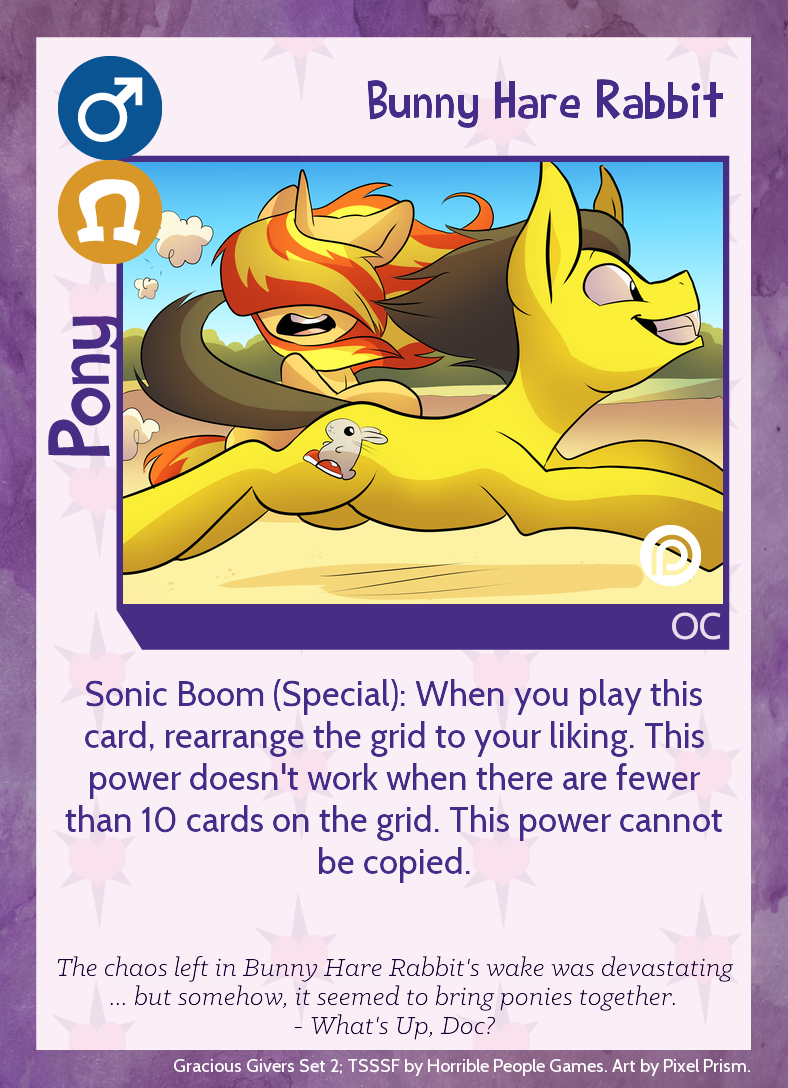 Bunny Hare Rabbit
Pony
OC
Sonic Boom (Special): When you play this
card, rearrange the grid to your liking. This
power doesn't work when there are fewer
than 10 cards on the grid. This power cannot
be copied.
The chaos left in Bunny Hare Rabbit's wake was devastating
... but somehow, it seemed to bring ponies together.
- What's Up, Doc?
Gracious Givers Set 2; TSSSF by Horrible People Games. Art by Pixel Prism.